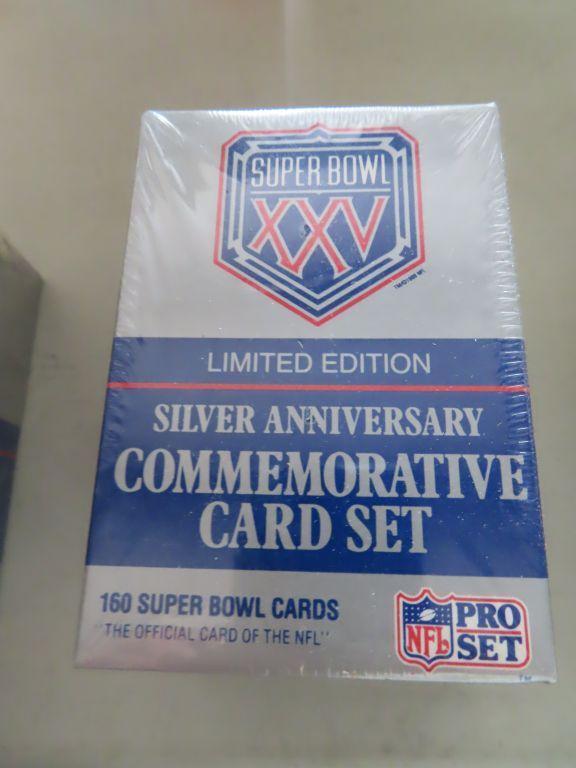 SUPER BOWL
XXV
LIMITED EDITION
SILVER ANNIVERSARY
COMMEMORATIVE
CARD SET
160 SUPER BOWL CARDS
"THE OFFICIAL CARD OF THE NFL"
NFL
PRO
SET
TM